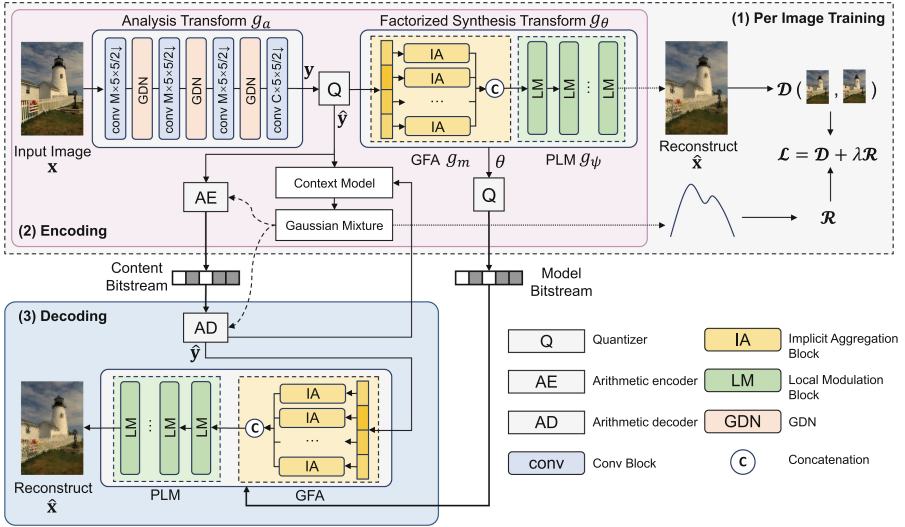 Analysis Transform g_a
Factorized Synthesis Transform g_θ
(1) Per Image Training
conv M×5×5/2↓
GDN
conv M×5×5/2↓
GDN
conv M×5×5/2↓
GDN
conv C×5×5/2↓
y
Q
ŷ
IA
IA
...
IA
C
LM
LM
...
LM
GFA g_m
θ
PLM g_ψ
Input Image
x
Reconstruct
x̂
𝓓 ( , )
𝓛 = 𝓓 + λ𝓡
𝓡
AE
Context Model
Gaussian Mixture
Q
(2) Encoding
Content
Bitstream
Model
Bitstream
(3) Decoding
AD
ŷ
LM
...
LM
LM
C
IA
IA
...
IA
PLM
GFA
Reconstruct
x̂
Q
Quantizer
IA
Implicit Aggregation
Block
AE
Arithmetic encoder
LM
Local Modulation
Block
AD
Arithmetic decoder
GDN
GDN
conv
Conv Block
C
Concatenation